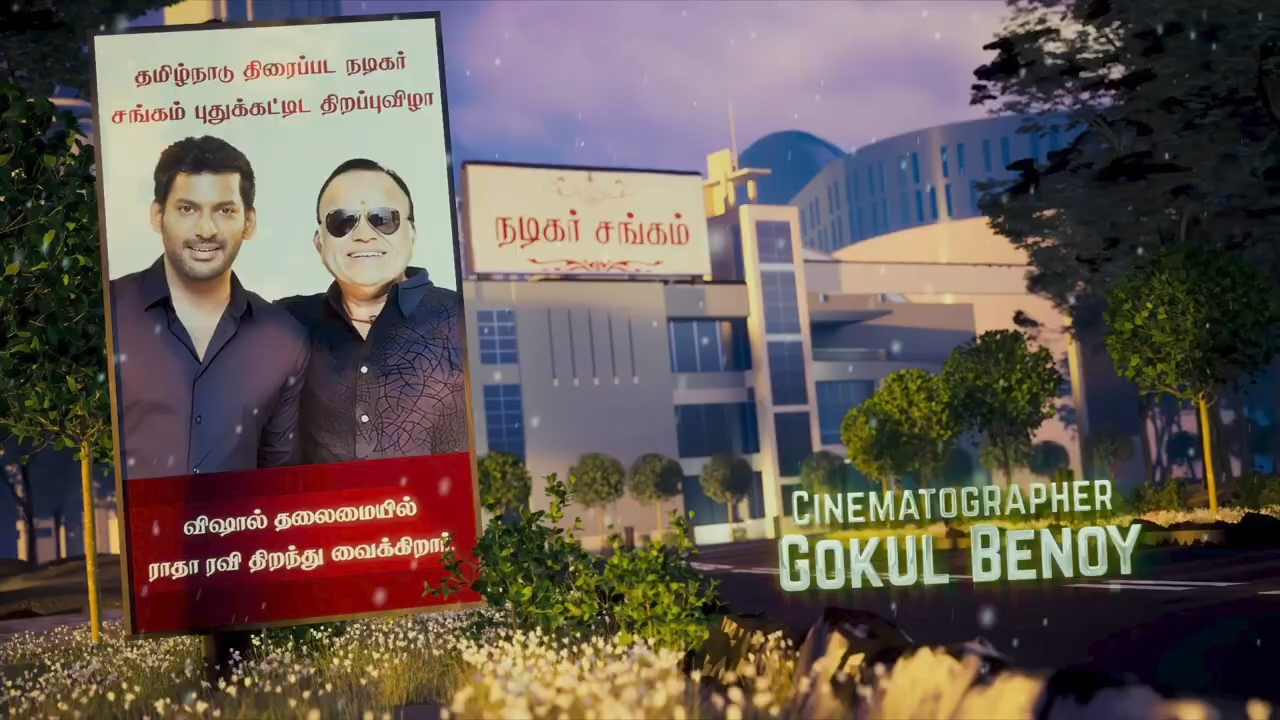 தமிழ்நாடு திரைப்பட நடிகர்
சங்கம் புதுக்கட்டிட திறப்புவிழா
விஷால் தலைமையில்
ராதா ரவி திறந்து வைக்கிறார்
நடிகர் சங்கம்
CINEMATOGRAPHER
GOKUL BENOY